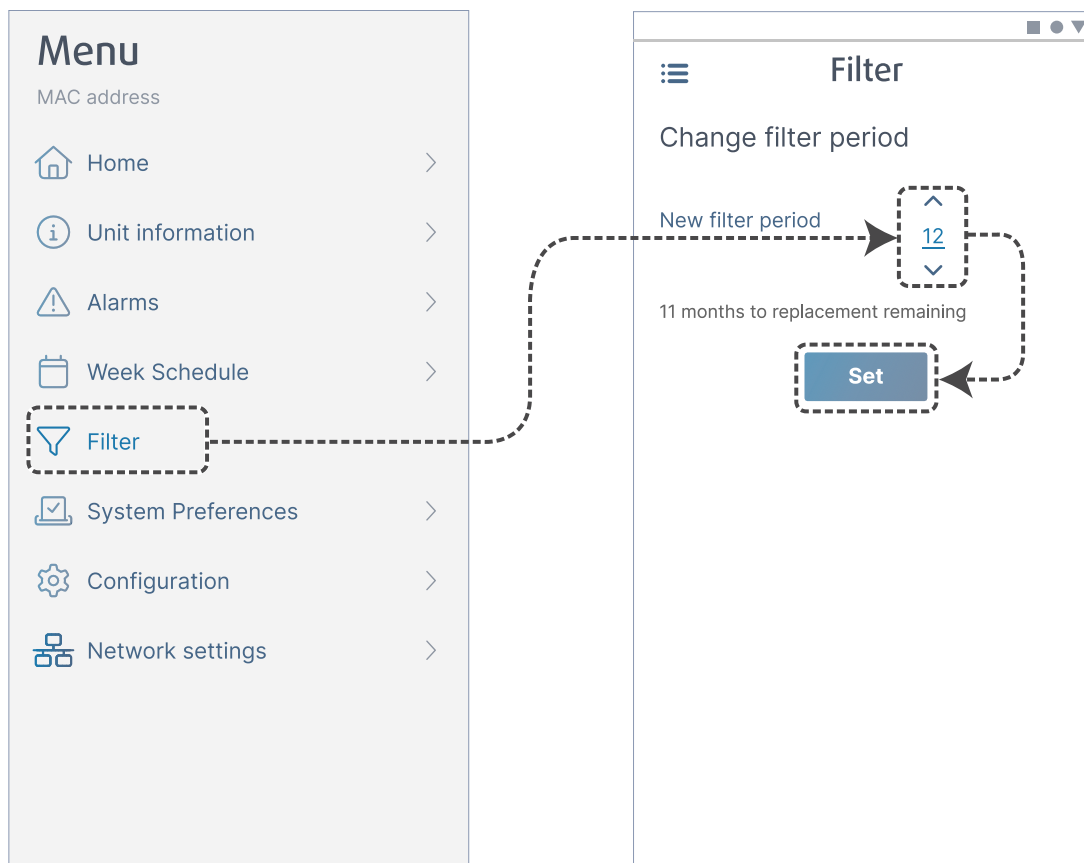 Menu
MAC address
Home
Unit information
Alarms
Week Schedule
Filter
System Preferences
Configuration
Network settings
Filter
Change filter period
New filter period
12
11 months to replacement remaining
Set